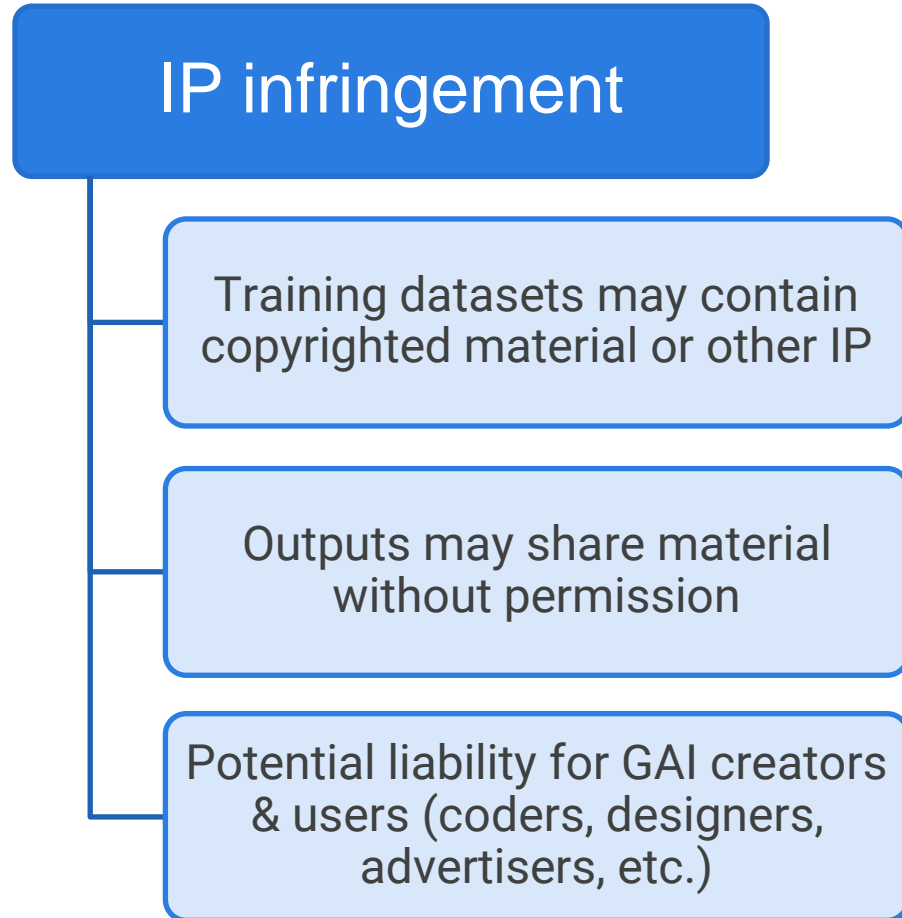 IP infringement
Training datasets may contain
copyrighted material or other IP
Outputs may share material
without permission
Potential liability for GAI creators
& users (coders, designers,
advertisers, etc.)